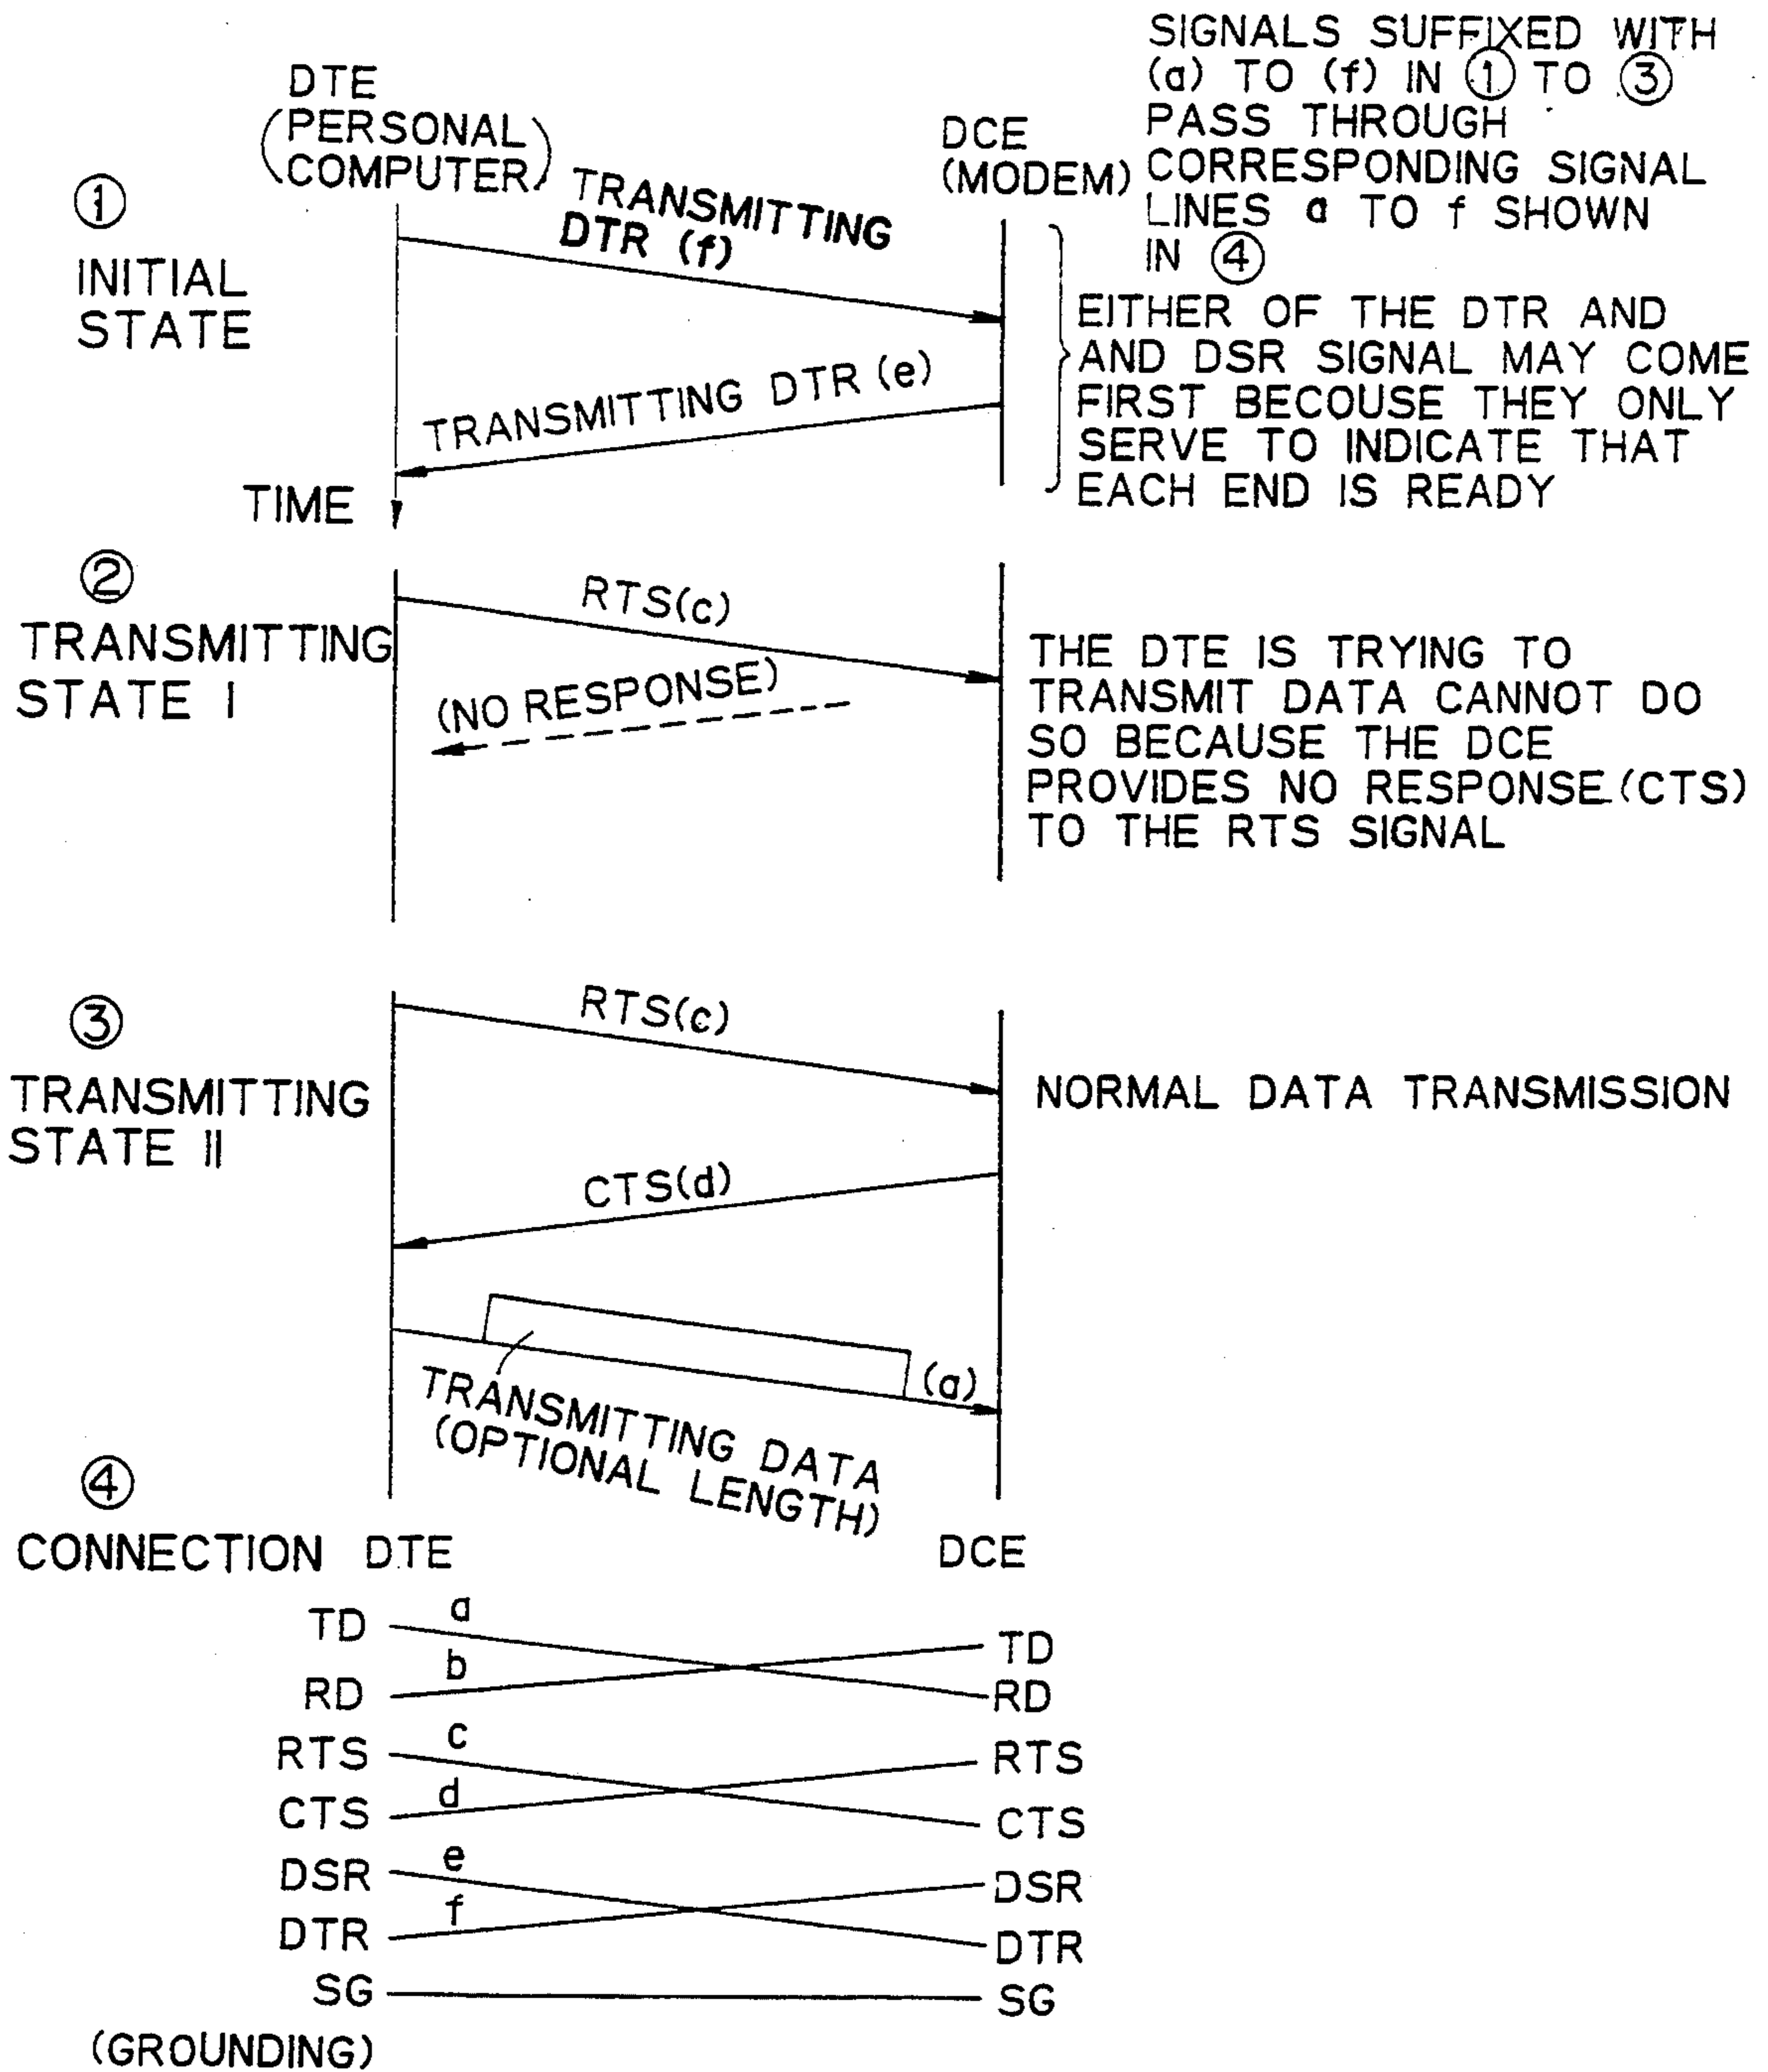 SIGNALS SUFFIXED WITH
(a) TO (f) IN ① TO ③
PASS THROUGH
CORRESPONDING SIGNAL
LINES a TO f SHOWN
IN ④
DTE
(PERSONAL
COMPUTER)
DCE
(MODEM)
①
INITIAL
STATE
TRANSMITTING
DTR (f)
TRANSMITTING DTR (e)
TIME
EITHER OF THE DTR AND
AND DSR SIGNAL MAY COME
FIRST BECOUSE THEY ONLY
SERVE TO INDICATE THAT
EACH END IS READY
②
TRANSMITTING
STATE I
RTS(c)
(NO RESPONSE)
THE DTE IS TRYING TO
TRANSMIT DATA CANNOT DO
SO BECAUSE THE DCE
PROVIDES NO RESPONSE (CTS)
TO THE RTS SIGNAL
③
TRANSMITTING
STATE II
RTS(c)
NORMAL DATA TRANSMISSION
CTS(d)
(a)
TRANSMITTING DATA
(OPTIONAL LENGTH)
④
CONNECTION DTE DCE
TD a TD
RD b RD
RTS c RTS
CTS d CTS
DSR e DSR
DTR f DTR
SG SG
(GROUNDING)